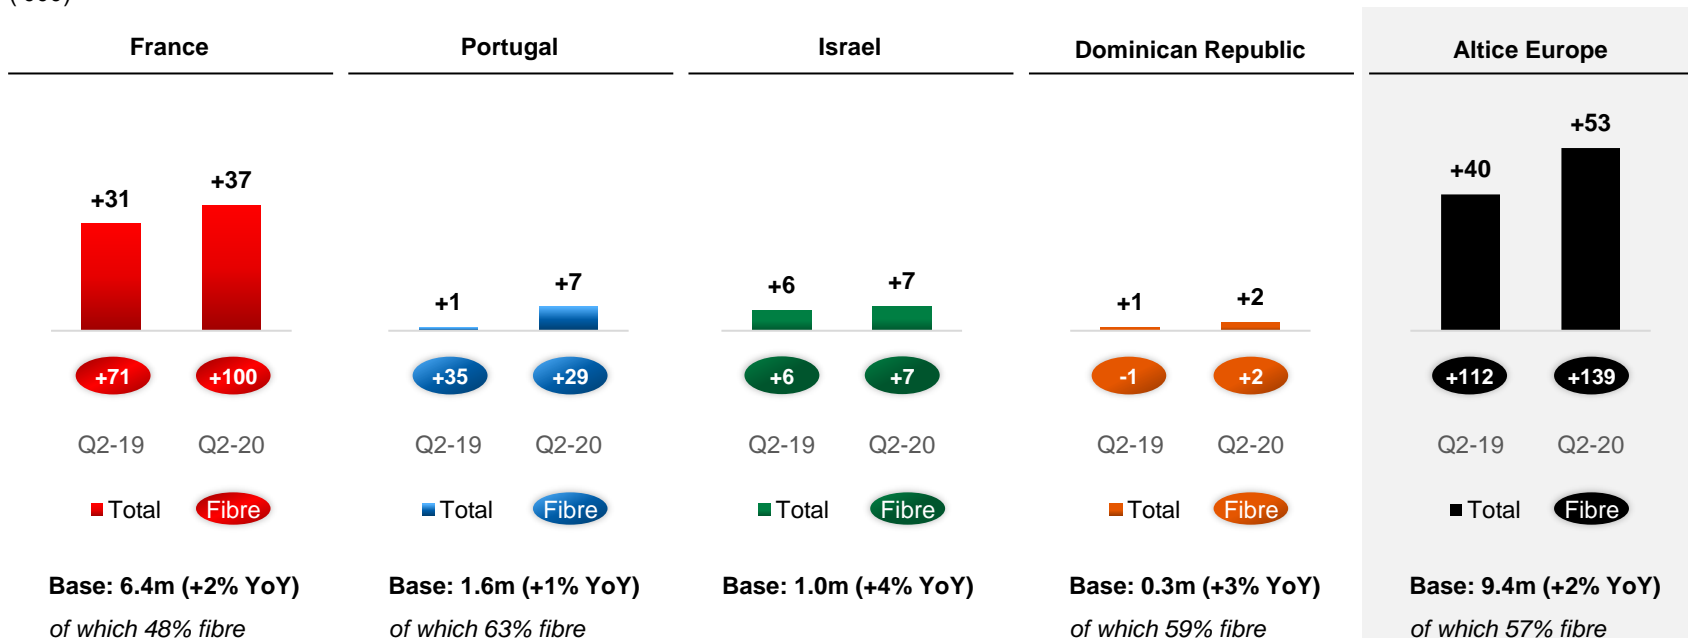 France
+31 +37
+71 +100
Q2-19 Q2-20
Total Fibre
Base: 6.4m (+2% YoY)
of which 48% fibre
Portugal
+1 +7
+35 +29
Q2-19 Q2-20
Total Fibre
Base: 1.6m (+1% YoY)
of which 63% fibre
Israel
+6 +7
+6 +7
Q2-19 Q2-20
Total Fibre
Base: 1.0m (+4% YoY)
Dominican Republic
+1 +2
-1 +2
Q2-19 Q2-20
Total Fibre
Base: 0.3m (+3% YoY)
of which 59% fibre
Altice Europe
+40 +53
+112 +139
Q2-19 Q2-20
Total Fibre
Base: 9.4m (+2% YoY)
of which 57% fibre